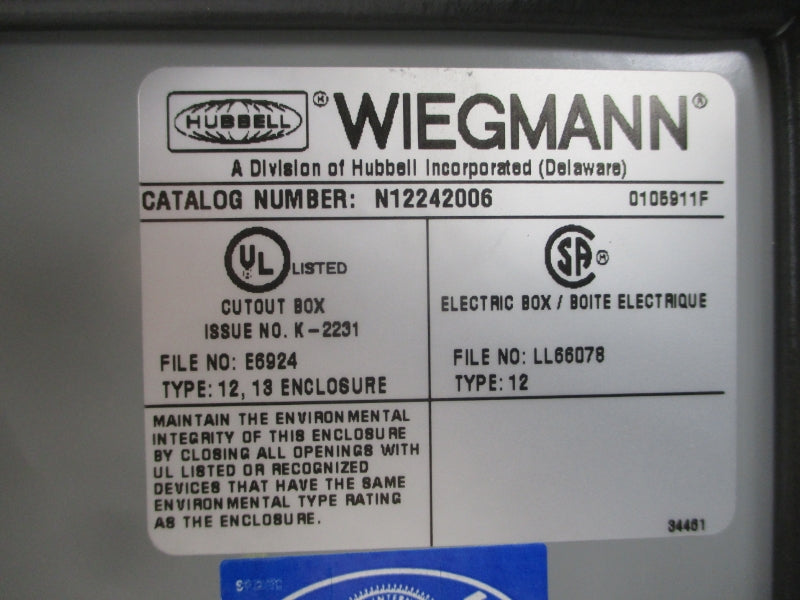 HUBBELL ® WIEGMANN ®
A Division of Hubbell Incorporated (Delaware)
CATALOG NUMBER: N12242006 0105911F
UL LISTED
CUTOUT BOX
ISSUE NO. K-2231
FILE NO: E6924
TYPE: 12, 13 ENCLOSURE
SA ®
ELECTRIC BOX / BOITE ELECTRIQUE
FILE NO: LL66078
TYPE: 12
MAINTAIN THE ENVIRONMENTAL
INTEGRITY OF THIS ENCLOSURE
BY CLOSING ALL OPENINGS WITH
UL LISTED OR RECOGNIZED
DEVICES THAT HAVE THE SAME
ENVIRONMENTAL TYPE RATING
AS THE ENCLOSURE.
34461